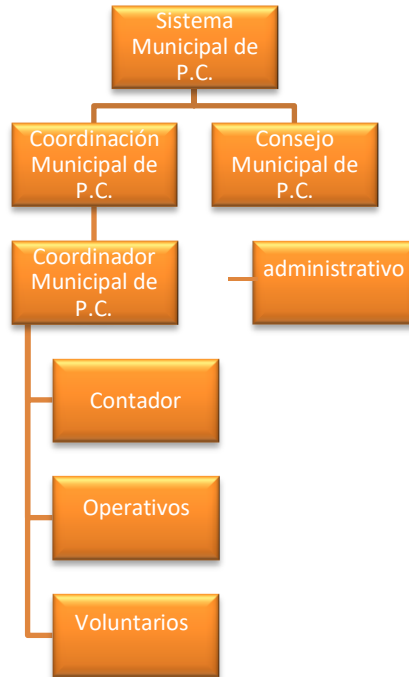 Sistema
Municipal de
P.C.
Coordinación
Municipal de
P.C.
Consejo
Municipal de
P.C.
Coordinador
Municipal de
P.C.
administrativo
Contador
Operativos
Voluntarios